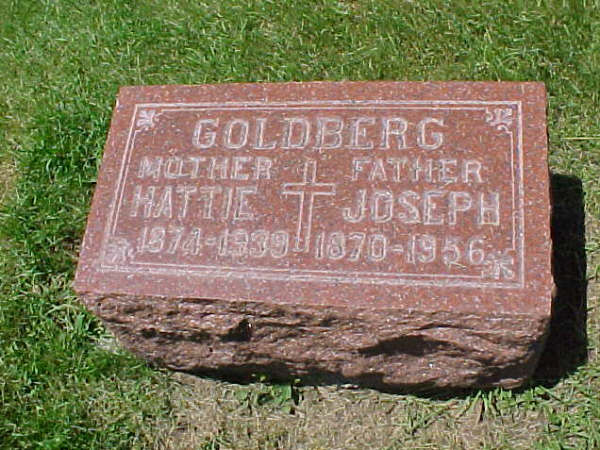 GOLDBERG
MOTHER FATHER
HATTIE JOSEPH
1874-1939 1870-1956